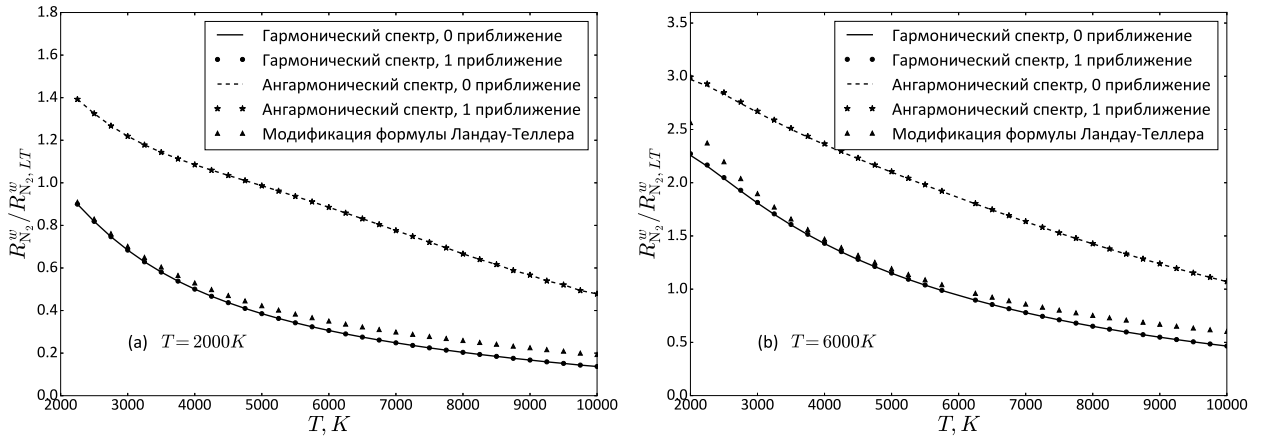 1.8
1.6
1.4
1.2
1.0
0.8
0.6
0.4
0.2
0.0
2000 3000 4000 5000 6000 7000 8000 9000 10000
T, K
R^w_{N_2}/R^w_{N_2, LT}
Гармонический спектр, 0 приближение
Гармонический спектр, 1 приближение
Ангармонический спектр, 0 приближение
Ангармонический спектр, 1 приближение
Модификация формулы Ландау-Теллера
(a) T = 2000K
3.5
3.0
2.5
2.0
1.5
1.0
0.5
0.0
2000 3000 4000 5000 6000 7000 8000 9000 10000
T, K
R^w_{N_2}/R^w_{N_2, LT}
Гармонический спектр, 0 приближение
Гармонический спектр, 1 приближение
Ангармонический спектр, 0 приближение
Ангармонический спектр, 1 приближение
Модификация формулы Ландау-Теллера
(b) T = 6000K